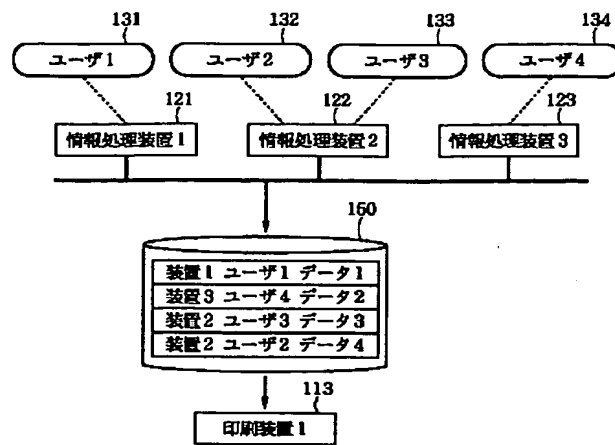 131 132 133 134
ユーザ1 ユーザ2 ユーザ3 ユーザ4
121 122 123
情報処理装置1 情報処理装置2 情報処理装置3
160
装置1 ユーザ1 データ1
装置3 ユーザ4 データ2
装置2 ユーザ3 データ3
装置2 ユーザ2 データ4
113
印刷装置1